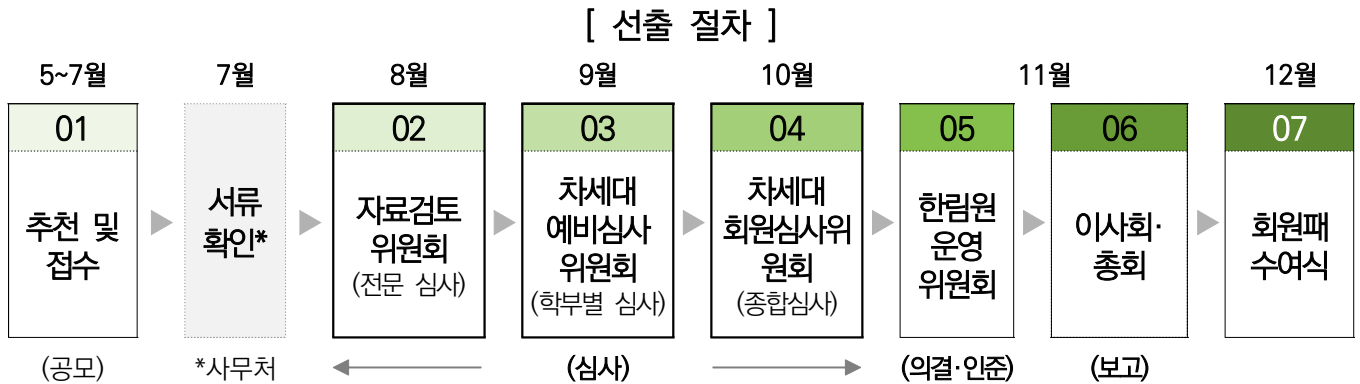 [ 선출 절차 ]
5~7월
7월
8월
9월
10월
11월
12월
01
추천 및
접수
서류
확인*
02
자료검토
위원회
(전문 심사)
03
차세대
예비심사
위원회
(학부별 심사)
04
차세대
회원심사위
원회
(종합심사)
05
한림원
운영
위원회
06
이사회·
총회
07
회원패
수여식
(공모)
*사무처
(심사)
(의결·인준)
(보고)